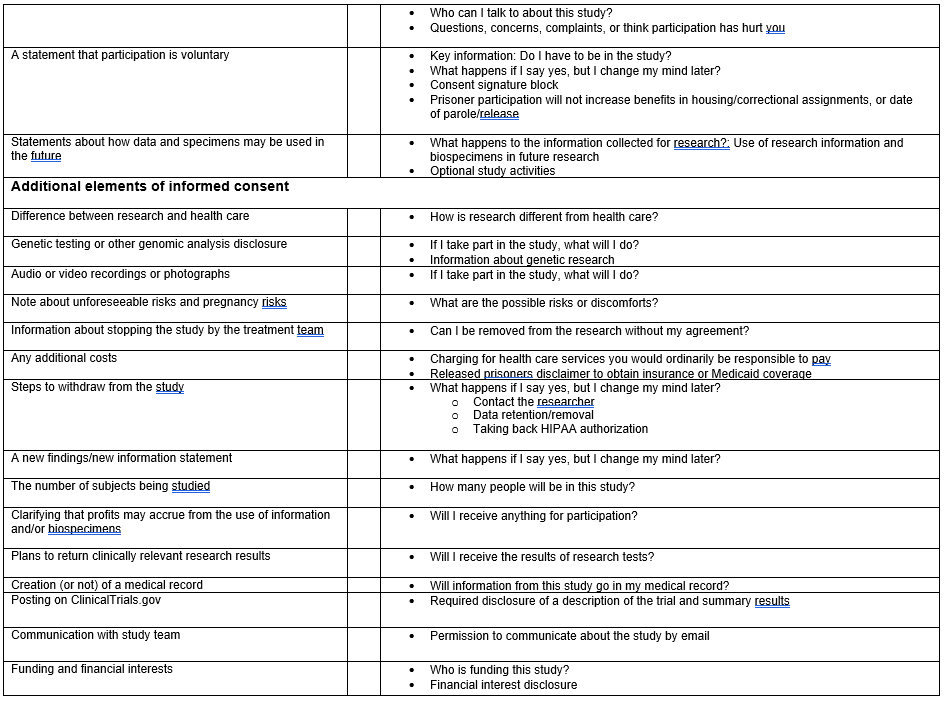 • Who can I talk to about this study?
• Questions, concerns, complaints, or think participation has hurt you
A statement that participation is voluntary
• Key information: Do I have to be in the study?
• What happens if I say yes, but I change my mind later?
• Consent signature block
• Prisoner participation will not increase benefits in housing/correctional assignments, or date
of parole/release
Statements about how data and specimens may be used in
the future
• What happens to the information collected for research?: Use of research information and
biospecimens in future research
• Optional study activities
Additional elements of informed consent
Difference between research and health care
• How is research different from health care?
Genetic testing or other genomic analysis disclosure
• If I take part in the study, what will I do?
• Information about genetic research
Audio or video recordings or photographs
• If I take part in the study, what will I do?
Note about unforeseeable risks and pregnancy risks
• What are the possible risks or discomforts?
Information about stopping the study by the treatment team
• Can I be removed from the research without my agreement?
Any additional costs
• Charging for health care services you would ordinarily be responsible to pay
• Released prisoners disclaimer to obtain insurance or Medicaid coverage
Steps to withdraw from the study
• What happens if I say yes, but I change my mind later?
o Contact the researcher
o Data retention/removal
o Taking back HIPAA authorization
A new findings/new information statement
• What happens if I say yes, but I change my mind later?
The number of subjects being studied
• How many people will be in this study?
Clarifying that profits may accrue from the use of information
and/or biospecimens
• Will I receive anything for participation?
Plans to return clinically relevant research results
• Will I receive the results of research tests?
Creation (or not) of a medical record
• Will information from this study go in my medical record?
Posting on ClinicalTrials.gov
• Required disclosure of a description of the trial and summary results
Communication with study team
• Permission to communicate about the study by email
Funding and financial interests
• Who is funding this study?
• Financial interest disclosure